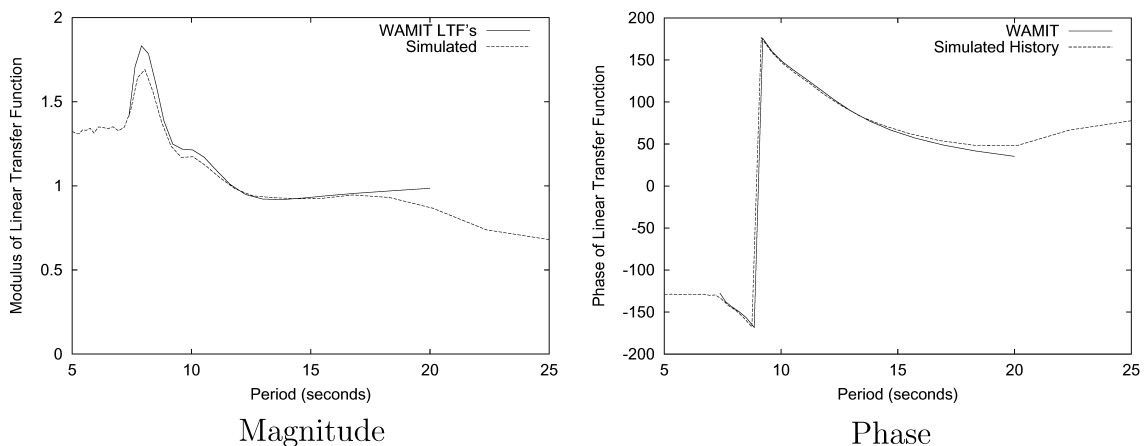 2
1.5
1
0.5
0
5
10
15
20
25
Modulus of Linear Transfer Function
Period (seconds)
WAMIT LTF's
Simulated
Magnitude
200
150
100
50
0
-50
-100
-150
-200
5
10
15
20
25
Phase of Linear Transfer Function
Period (seconds)
WAMIT
Simulated History
Phase